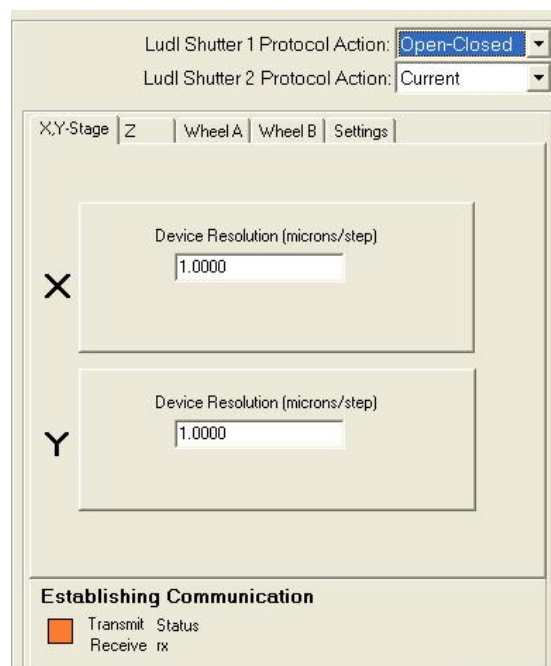 Ludl Shutter 1 Protocol Action: Open-Closed
Ludl Shutter 2 Protocol Action: Current
X,Y-Stage Z Wheel A Wheel B Settings
Device Resolution (microns/step)
1.0000
X
Device Resolution (microns/step)
1.0000
Y
Establishing Communication
Transmit Status
Receive rx